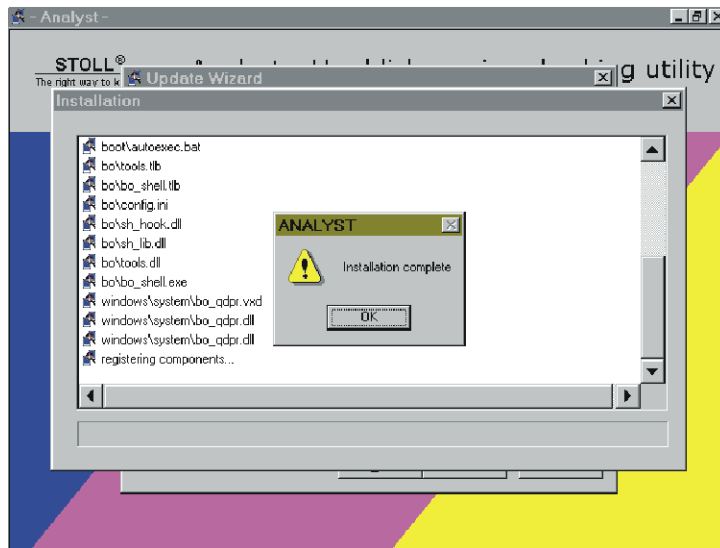 - Analyst -
STOLL®
The right way to k
g utility
Update Wizard
Installation
boot\autoexec.bat
bo\tools.tlb
bo\bo_shell.tlb
bo\config.ini
bo\sh_hook.dll
bo\sh_lib.dll
bo\tools.dll
bo\bo_shell.exe
windows\system\bo_qdpr.vxd
windows\system\bo_qdpr.dll
windows\system\bo_qdpr.dll
registering components...
ANALYST
Installation complete
OK